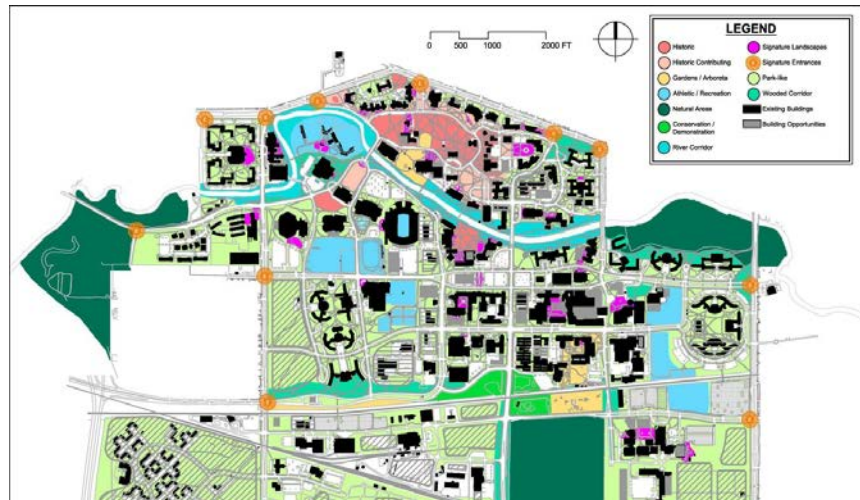 LEGEND
Historic
Historic Contributing
Gardens / Arboreta
Athletic / Recreation
Natural Areas
Conservation /
Demonstration
River Corridor
Signature Landscapes
Signature Entrances
Park-like
Wooded Corridor
Existing Buildings
Building Opportunities
0 500 1000 2000 FT